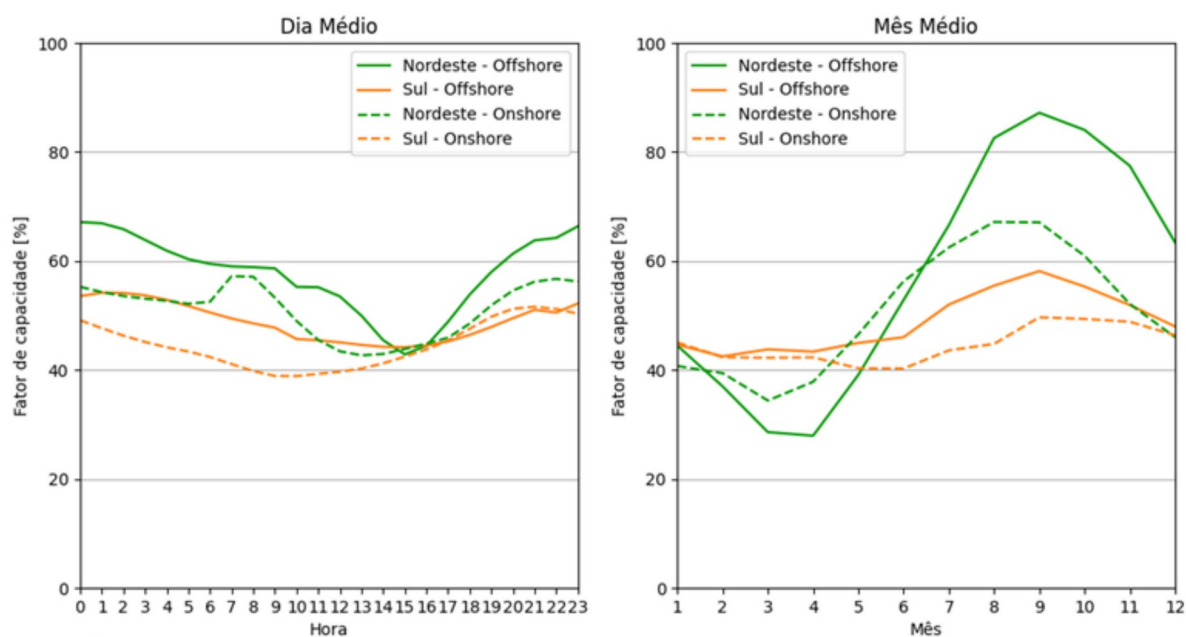 Dia Médio
Fator de capacidade [%]
100
80
60
40
20
0
Nordeste - Offshore
Sul - Offshore
Nordeste - Onshore
Sul - Onshore
0 1 2 3 4 5 6 7 8 9 10 11 12 13 14 15 16 17 18 19 20 21 22 23
Hora
Mês Médio
Fator de capacidade [%]
100
80
60
40
20
0
Nordeste - Offshore
Sul - Offshore
Nordeste - Onshore
Sul - Onshore
1 2 3 4 5 6 7 8 9 10 11 12
Mês